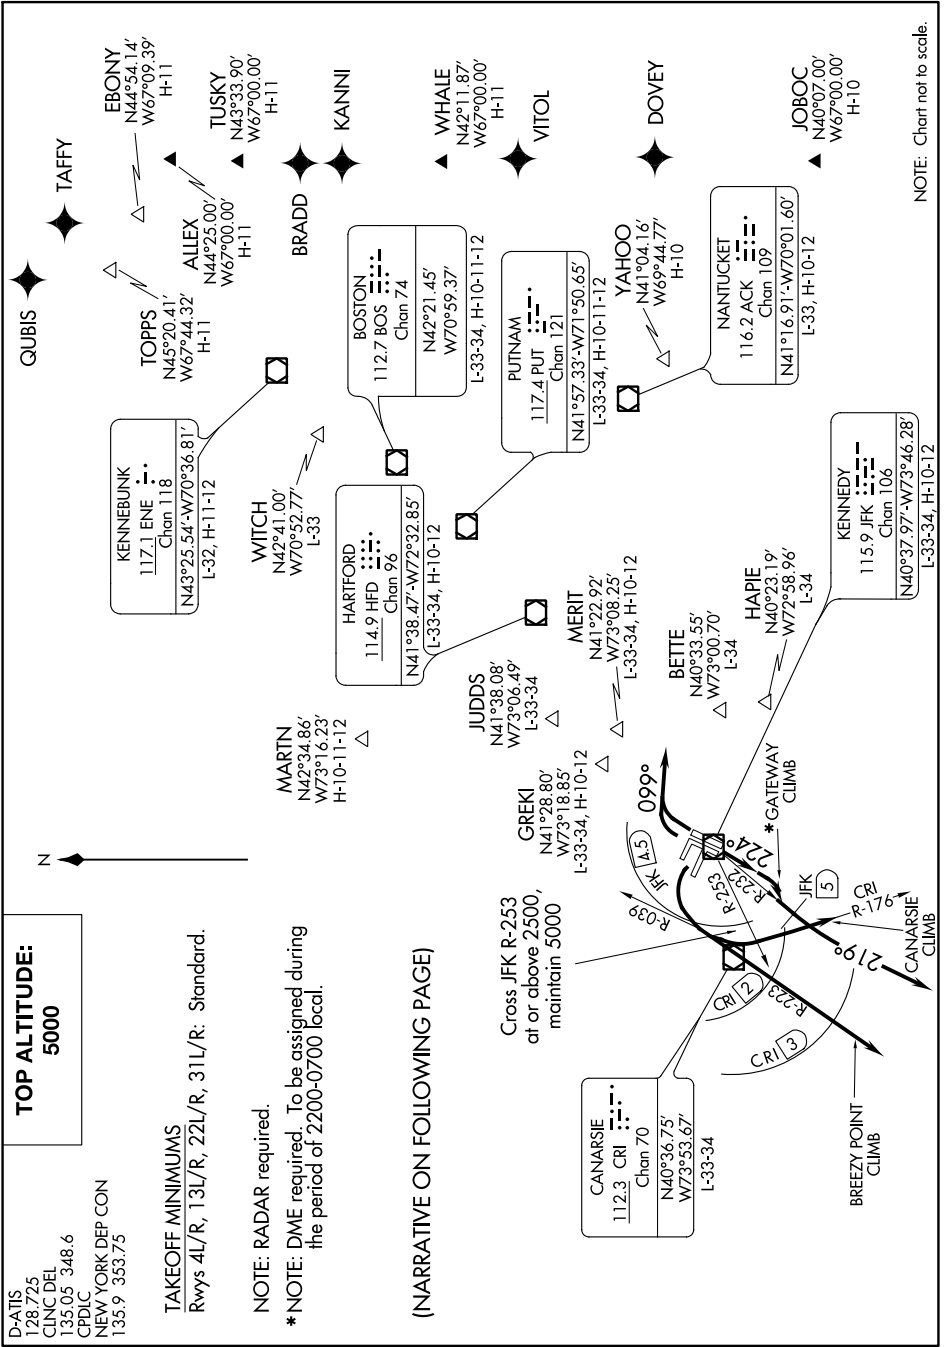 D-ATIS
128.725
CLNC DEL
135.05 348.6
CPDLC
NEW YORK DEP CON
135.9 353.75
TOP ALTITUDE:
5000
TAKEOFF MINIMUMS
Rwys 4L/R, 13L/R, 22L/R, 31L/R: Standard.
NOTE: RADAR required.
*NOTE: DME required. To be assigned during
the period of 2200-0700 local.
(NARRATIVE ON FOLLOWING PAGE)
N
QUBIS
TAFFY
EBONY
N44°54.14′
W67°09.39′
H-11
TOPPS
N45°20.41′
W67°44.32′
H-11
ALLEX
N44°25.00′
W67°00.00′
H-11
TUSKY
N43°33.90′
W67°00.00′
H-11
BRADD
KANNI
KENNEBUNK
117.1 ENE
Chan 118
N43°25.54′-W70°36.81′
L-32, H-11-12
WITCH
N42°41.00′
W70°52.77′
L-33
BOSTON
112.7 BOS
Chan 74
N42°21.45′
W70°59.37′
L-33-34, H-10-11-12
WHALE
N42°11.87′
W67°00.00′
H-11
MARTN
N42°34.86′
W73°16.23′
H-10-11-12
HARTFORD
114.9 HFD
Chan 96
N41°38.47′-W72°32.85′
L-33-34, H-10-12
PUTNAM
117.4 PUT
Chan 121
N41°57.33′-W71°50.65′
L-33-34, H-10-11-12
VITOL
JUDDS
N41°38.08′
W73°06.49′
L-33-34
GREKI
N41°28.80′
W73°18.85′
L-33-34, H-10-12
MERIT
N41°22.92′
W73°08.25′
L-33-34, H-10-12
YAHOO
N41°04.16′
W69°44.77′
H-10
DOVEY
NANTUCKET
116.2 ACK
Chan 109
N41°16.91′-W70°01.60′
L-33, H-10-12
BETTE
N40°33.55′
W73°00.70′
L-34
HAPIE
N40°23.19′
W72°58.96′
L-34
JOBOC
N40°07.00′
W67°00.00′
H-10
KENNEDY
115.9 JFK
Chan 106
N40°37.97′-W73°46.28′
L-33-34, H-10-12
CANARSIE
112.3 CRI
Chan 70
N40°36.75′
W73°53.67′
L-33-34
Cross JFK R-253
at or above 2500,
maintain 5000
R-039
JFK 4.5
099°
R-253
R-232
224°
*GATEWAY
CLIMB
JFK
5
CRI
R-176
CANARSIE
CLIMB
219°
CRI 2
R-223
CRI 3
BREEZY POINT
CLIMB
NOTE: Chart not to scale.